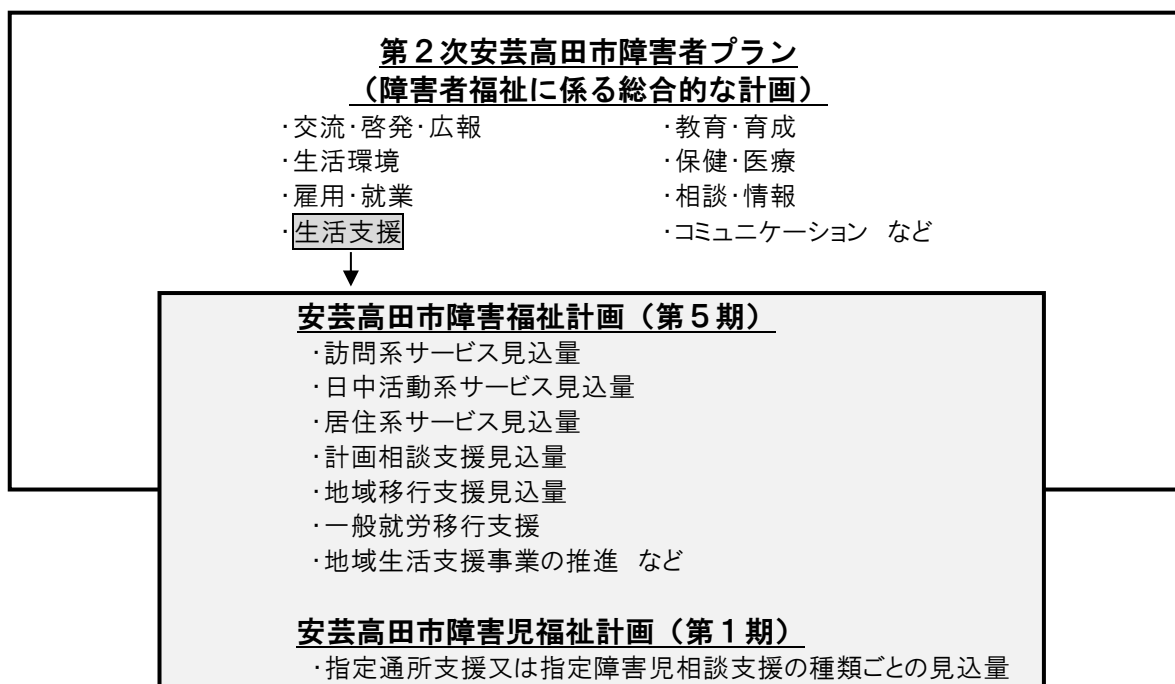 第２次安芸高田市障害者プラン
（障害者福祉に係る総合的な計画）
・交流・啓発・広報
・教育・育成
・生活環境
・保健・医療
・雇用・就業
・相談・情報
・生活支援
・コミュニケーション　など
安芸高田市障害福祉計画（第５期）
・訪問系サービス見込量
・日中活動系サービス見込量
・居住系サービス見込量
・計画相談支援見込量
・地域移行支援見込量
・一般就労移行支援
・地域生活支援事業の推進　など
安芸高田市障害児福祉計画（第１期）
・指定通所支援又は指定障害児相談支援の種類ごとの見込量